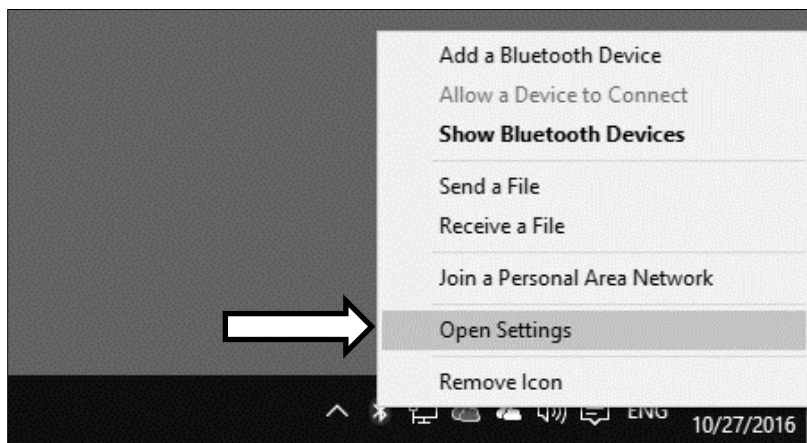 Add a Bluetooth Device
Allow a Device to Connect
Show Bluetooth Devices
Send a File
Receive a File
Join a Personal Area Network
Open Settings
Remove Icon
ENG
10/27/2016